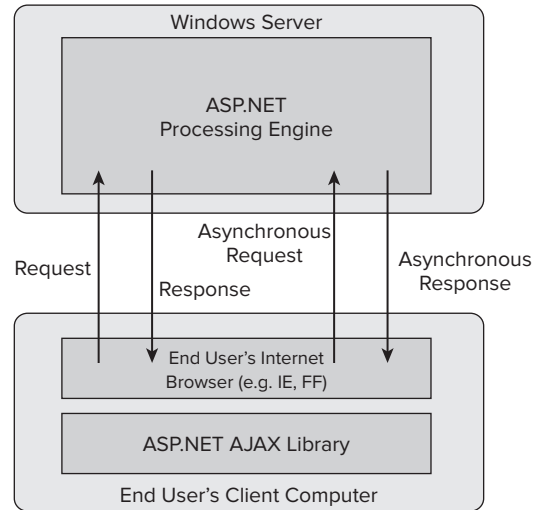 Windows Server
ASP.NET
Processing Engine
Request
Response
Asynchronous
Request
Asynchronous
Response
End User's Internet
Browser (e.g. IE, FF)
ASP.NET AJAX Library
End User's Client Computer